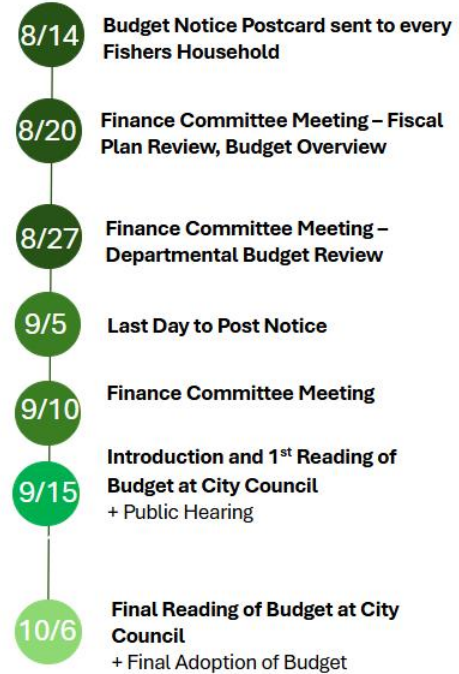 8/14
Budget Notice Postcard sent to every
Fishers Household
8/20
Finance Committee Meeting – Fiscal
Plan Review, Budget Overview
8/27
Finance Committee Meeting –
Departmental Budget Review
9/5
Last Day to Post Notice
9/10
Finance Committee Meeting
9/15
Introduction and 1st Reading of
Budget at City Council
+ Public Hearing
10/6
Final Reading of Budget at City
Council
+ Final Adoption of Budget